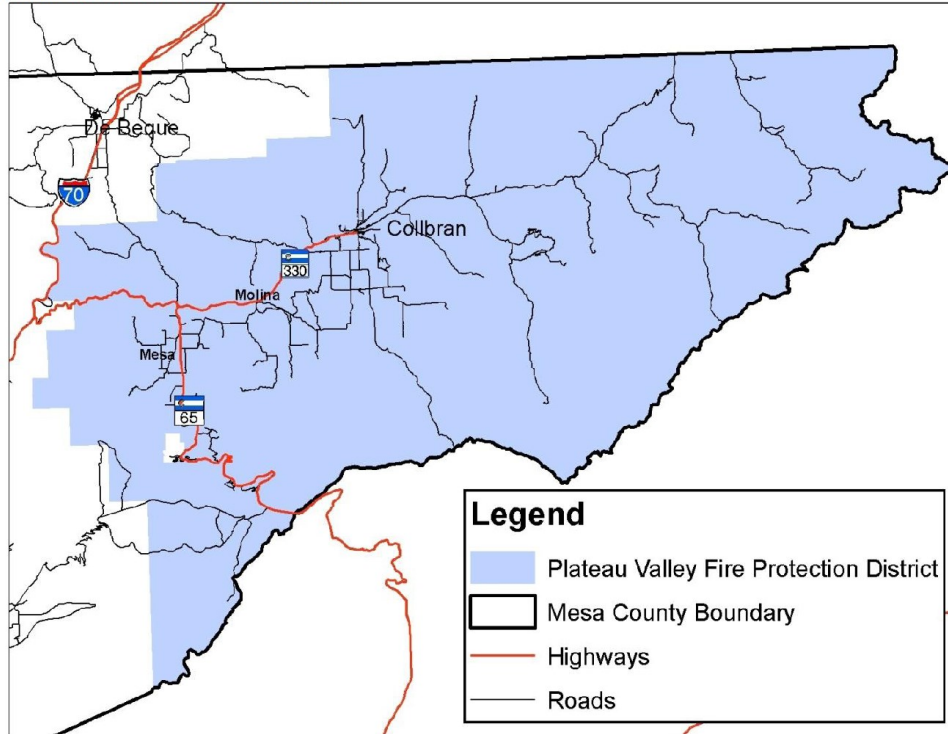 De Beque
70
Collbran
330
Molina
Mesa
65
Legend
Plateau Valley Fire Protection District
Mesa County Boundary
Highways
Roads